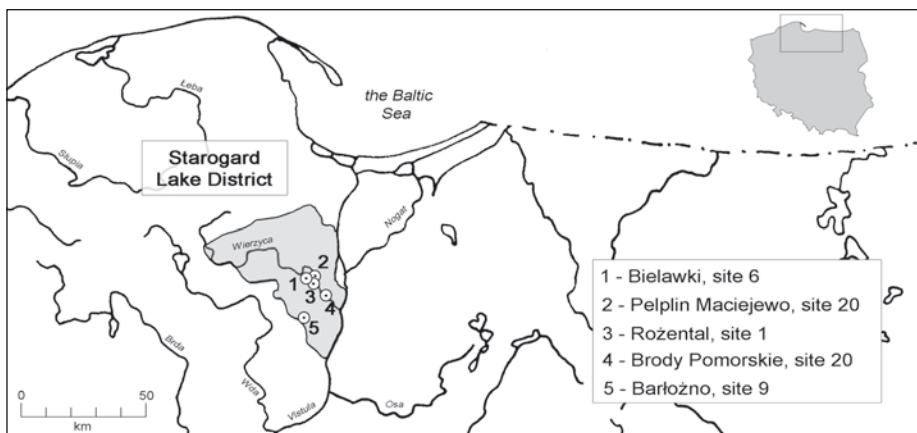 the Baltic
Sea
Łeba
Słupia
Starogard
Lake District
Nogat
Wierzyca
1
2
3
4
5
Brda
Wda
Vistula
Osa
0 50
km
1 - Bielawki, site 6
2 - Pelplin Maciejewo, site 20
3 - Rożental, site 1
4 - Brody Pomorskie, site 20
5 - Barłożno, site 9